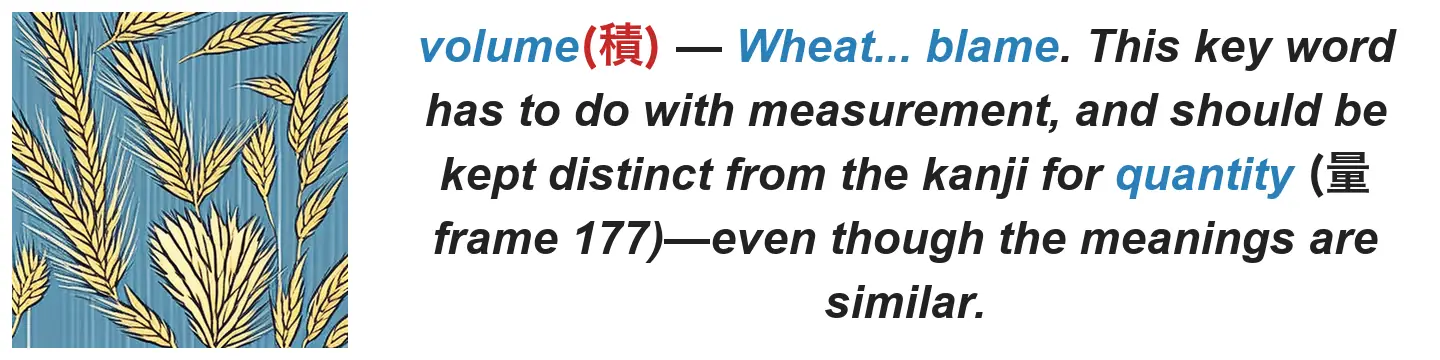 volume(積) — Wheat... blame. This key word
has to do with measurement, and should be
kept distinct from the kanji for quantity (量
frame 177)—even though the meanings are
similar.